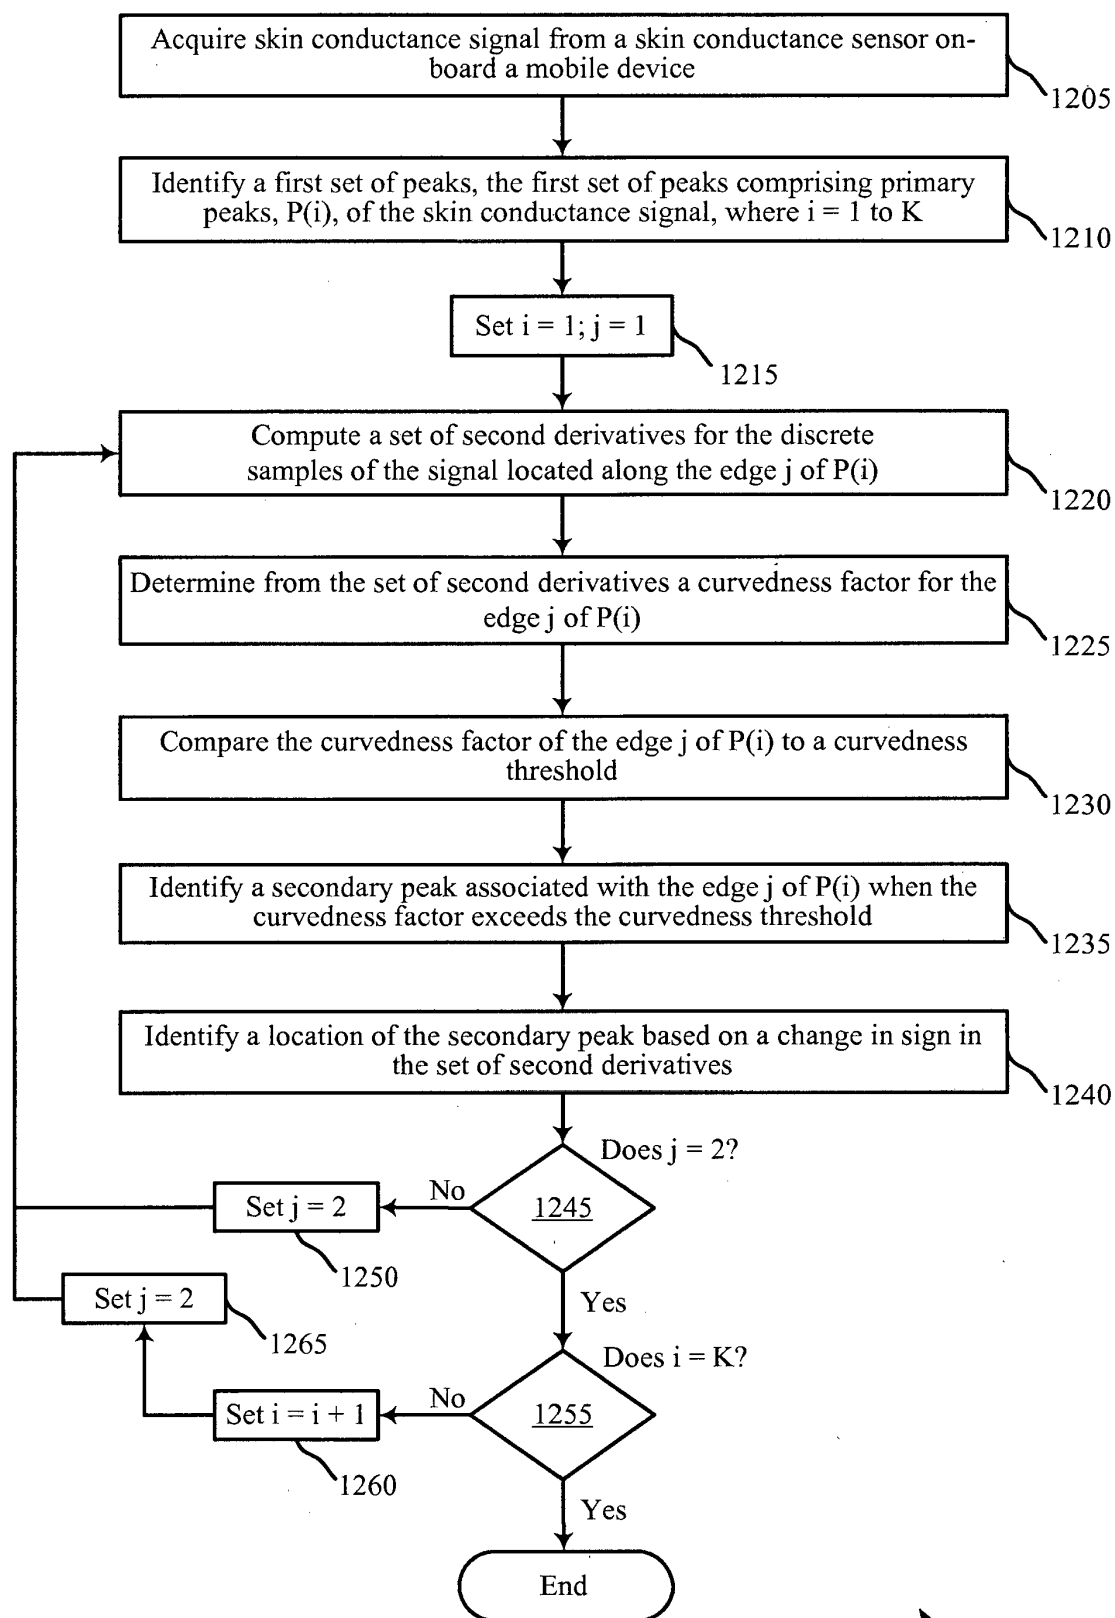 Acquire skin conductance signal from a skin conductance sensor on-
board a mobile device
1205
Identify a first set of peaks, the first set of peaks comprising primary
peaks, P(i), of the skin conductance signal, where i = 1 to K
1210
Set i = 1; j = 1
1215
Compute a set of second derivatives for the discrete
samples of the signal located along the edge j of P(i)
1220
Determine from the set of second derivatives a curvedness factor for the
edge j of P(i)
1225
Compare the curvedness factor of the edge j of P(i) to a curvedness
threshold
1230
Identify a secondary peak associated with the edge j of P(i) when the
curvedness factor exceeds the curvedness threshold
1235
Identify a location of the secondary peak based on a change in sign in
the set of second derivatives
1240
Does j = 2?
1245
No
Set j = 2
1250
Yes
Set j = 2
1265
Does i = K?
1255
No
Set i = i + 1
1260
Yes
End